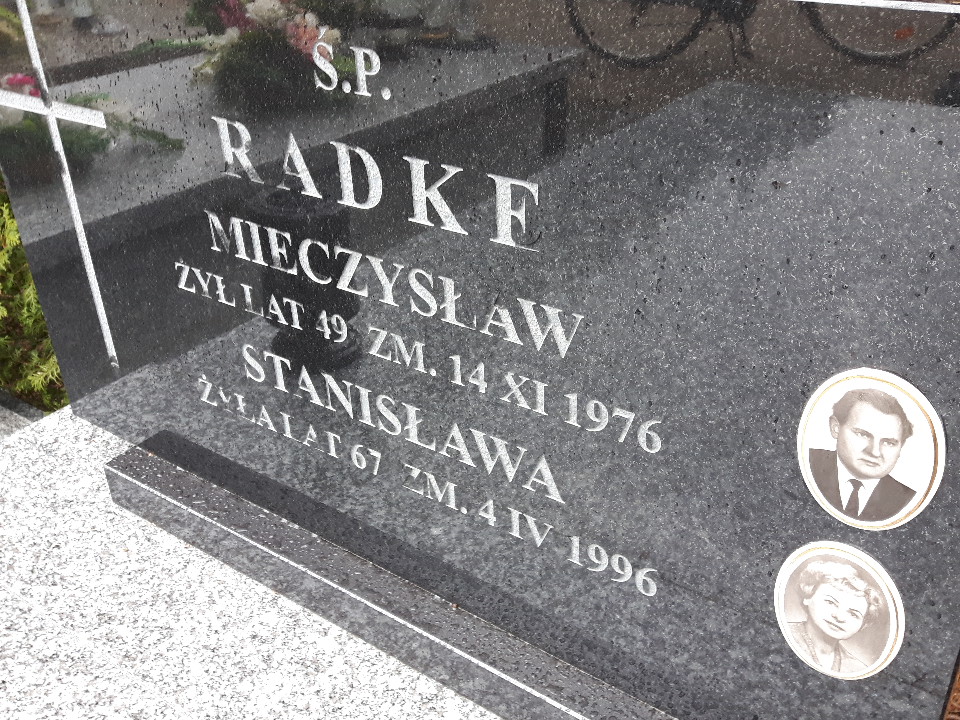 Ś.P.
RADKE
MIECZYSŁAW
ŻYŁ LAT 49 ZM. 14 XI 1976
STANISŁAWA
ŻYŁA LAT 67 ZM. 4 IV 1996